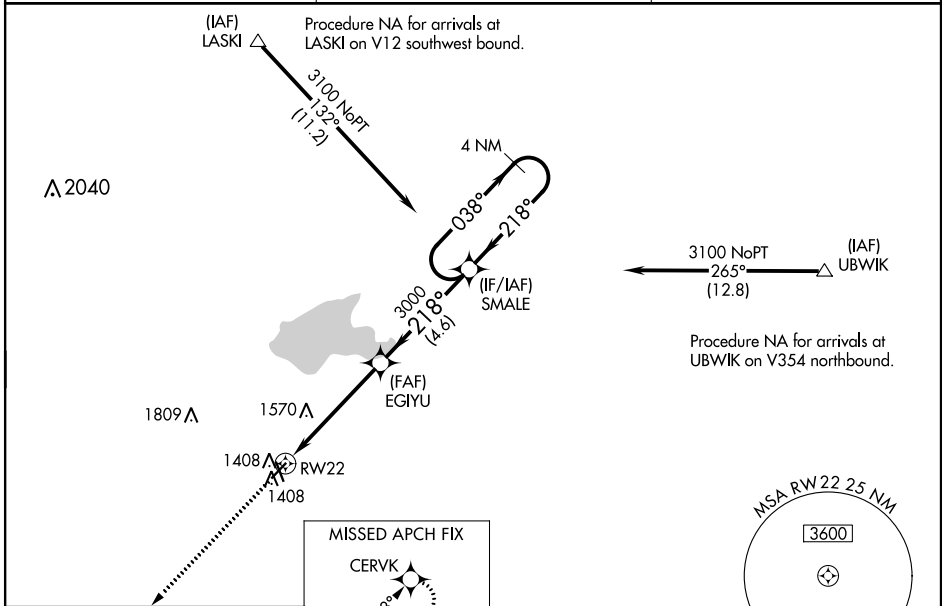 (IAF)
LASKI
Procedure NA for arrivals at
LASKI on V12 southwest bound.
3100 NoPT
132°
(11.2)
4 NM
2040
038°
218°
3100 NoPT
265°
(12.8)
(IAF)
UBWIK
(IF/IAF)
SMALE
3000
218°
(4.6)
Procedure NA for arrivals at
UBWIK on V354 northbound.
(FAF)
EGIYU
1809
1570
1408
RW22
1408
MSA RW22 25 NM
3600
MISSED APCH FIX
CERVK